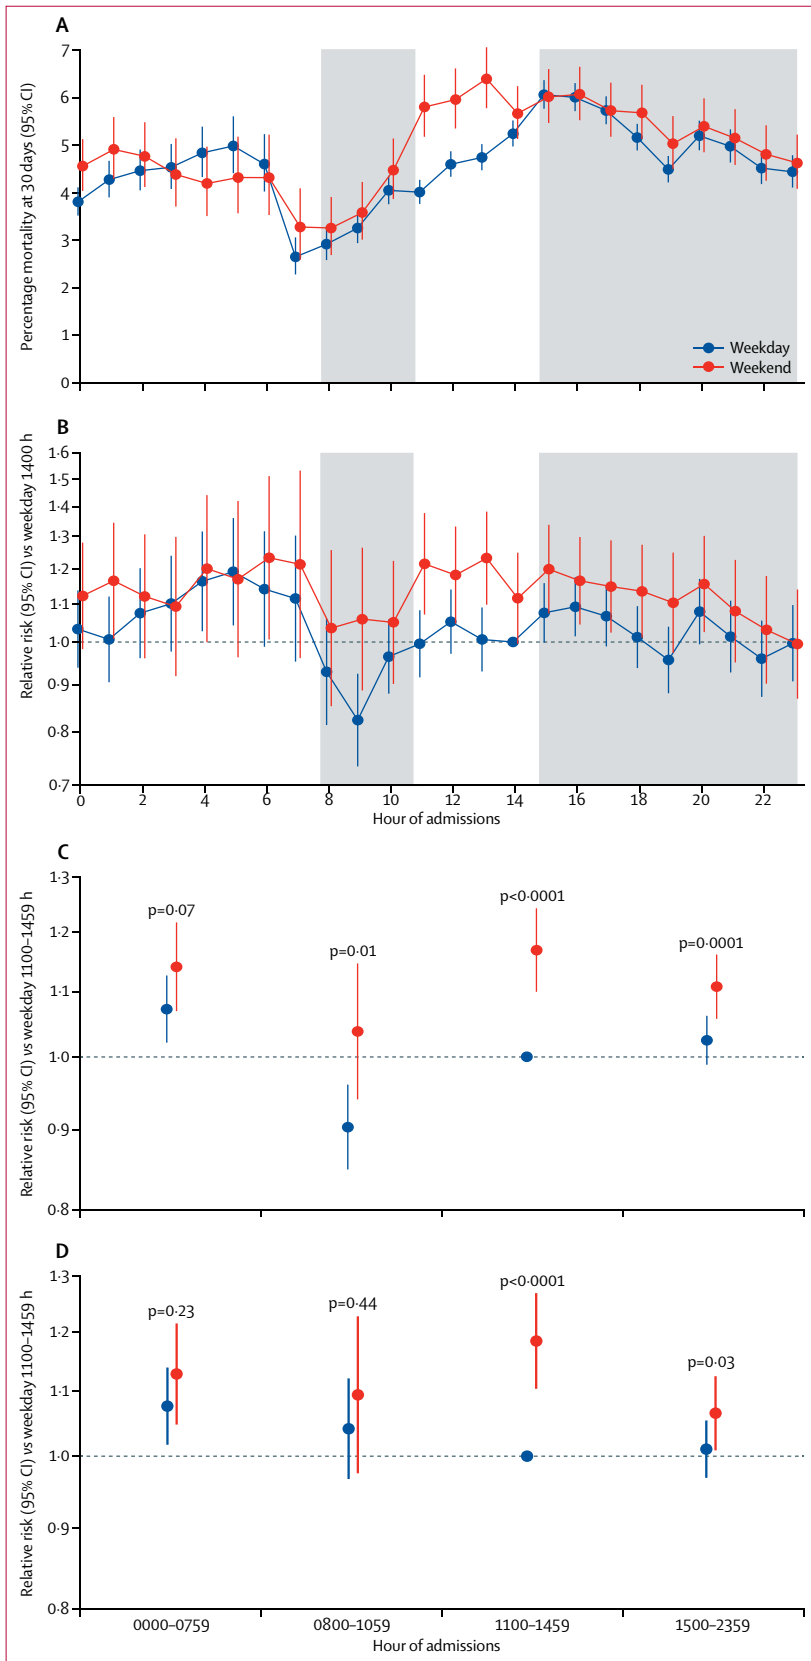 A
Percentage mortality at 30 days (95% CI)
7
6
5
4
3
2
1
0
Weekday
Weekend
B
Relative risk (95% CI) vs weekday 1400 h
1·6
1·5
1·4
1·3
1·2
1·1
1·0
0·9
0·8
0·7
0 2 4 6 8 10 12 14 16 18 20 22
Hour of admissions
C
Relative risk (95% CI) vs weekday 1100–1459 h
1·3
1·2
1·1
1·0
0·9
0·8
p=0·07
p=0·01
p<0·0001
p=0·0001
D
Relative risk (95% CI) vs weekday 1100–1459 h
1·3
1·2
1·1
1·0
0·9
0·8
p=0·23
p=0·44
p<0·0001
p=0·03
0000–0759 0800–1059 1100–1459 1500–2359
Hour of admissions